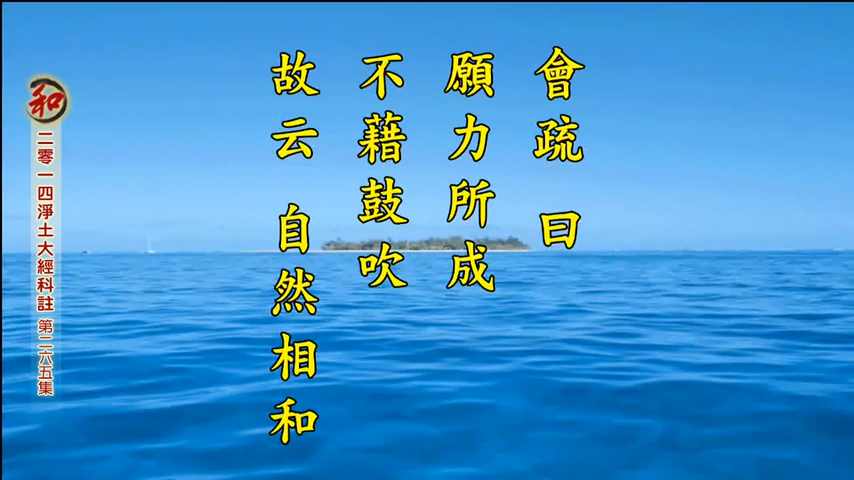 會疏 曰
願力所成
不藉鼓吹
故云 自然相和
和
二零一四淨土大經科註 第二六五集